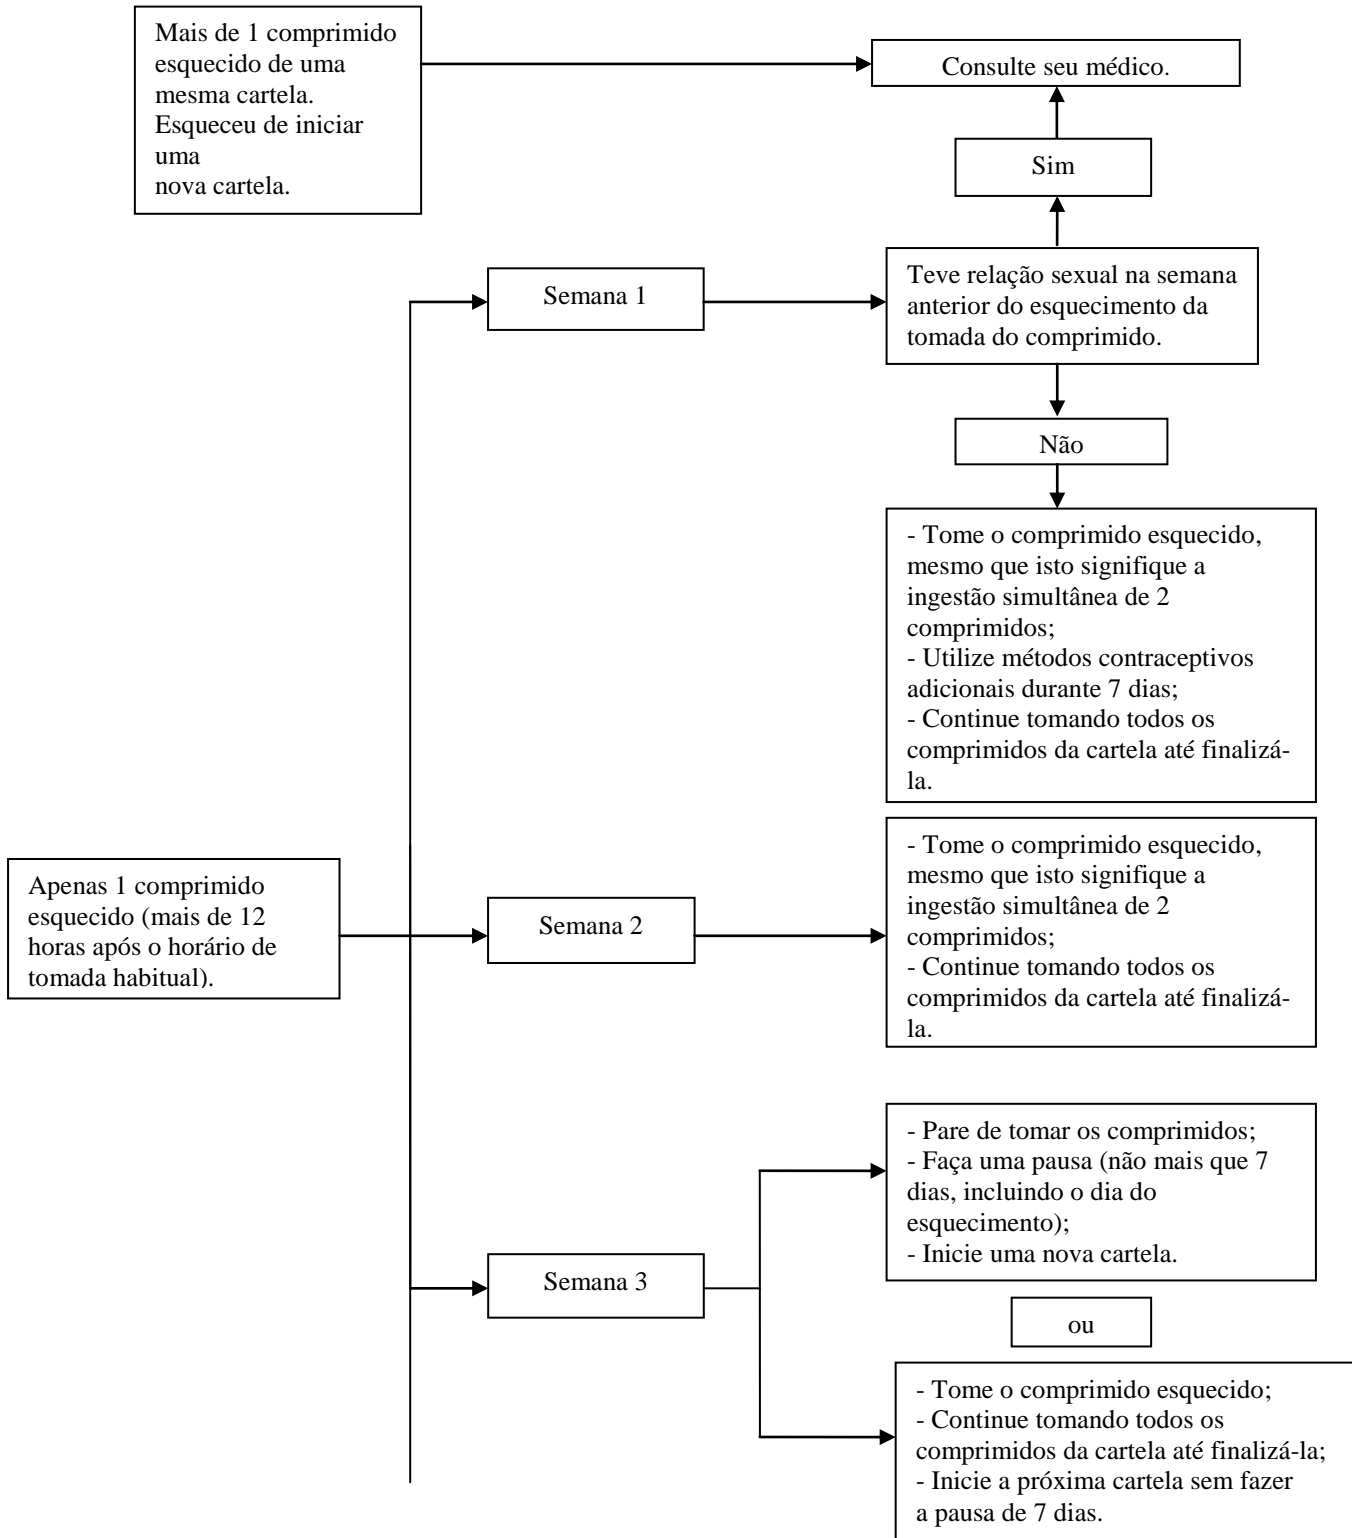 Mais de 1 comprimido
esquecido de uma
mesma cartela.
Esqueceu de iniciar
uma
nova cartela.
Consulte seu médico.
Sim
Semana 1
Teve relação sexual na semana
anterior do esquecimento da
tomada do comprimido.
Não
- Tome o comprimido esquecido,
mesmo que isto signifique a
ingestão simultânea de 2
comprimidos;
- Utilize métodos contraceptivos
adicionais durante 7 dias;
- Continue tomando todos os
comprimidos da cartela até finalizá-
la.
Apenas 1 comprimido
esquecido (mais de 12
horas após o horário de
tomada habitual).
Semana 2
- Tome o comprimido esquecido,
mesmo que isto signifique a
ingestão simultânea de 2
comprimidos;
- Continue tomando todos os
comprimidos da cartela até finalizá-
la.
Semana 3
- Pare de tomar os comprimidos;
- Faça uma pausa (não mais que 7
dias, incluindo o dia do
esquecimento);
- Inicie uma nova cartela.
ou
- Tome o comprimido esquecido;
- Continue tomando todos os
comprimidos da cartela até finalizá-la;
- Inicie a próxima cartela sem fazer
a pausa de 7 dias.